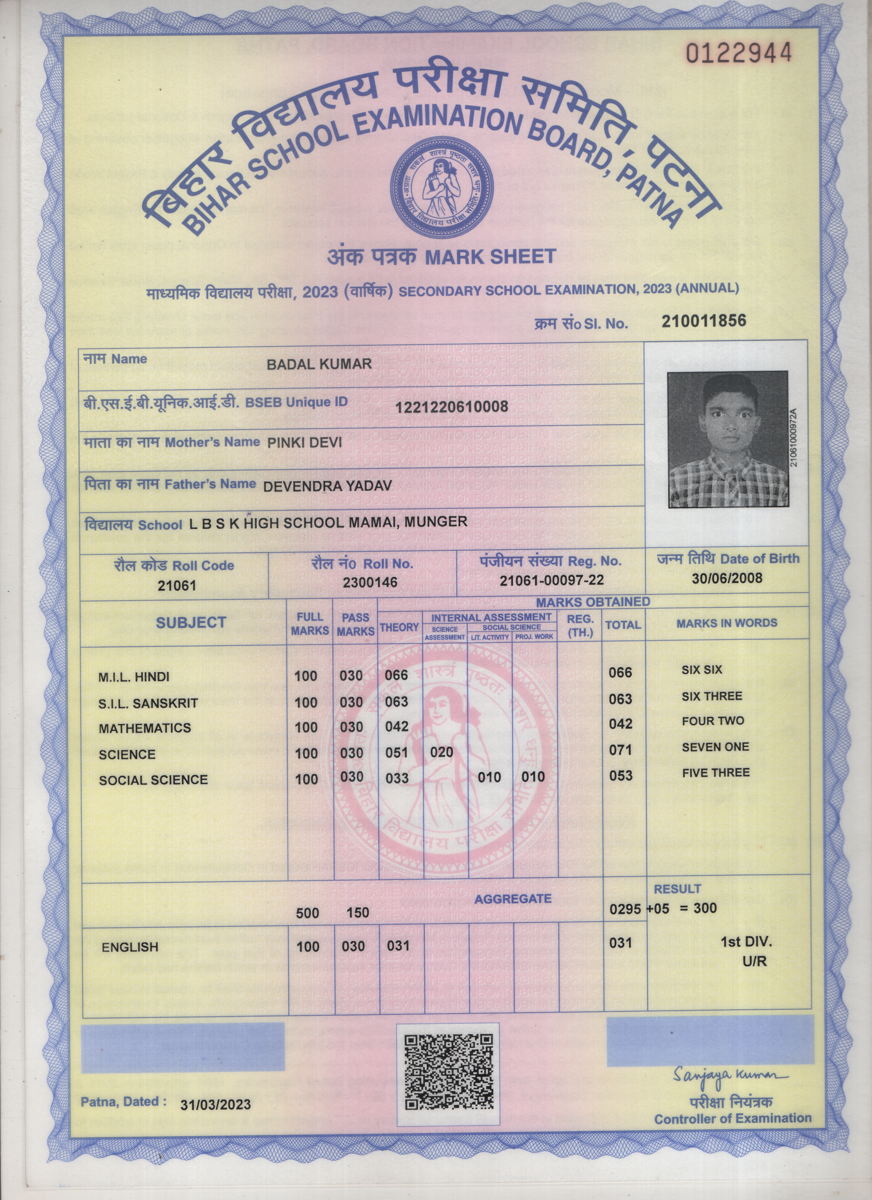 0122944
बिहार विद्यालय परीक्षा समिति, पटना
BIHAR SCHOOL EXAMINATION BOARD, PATNA
अंक पत्रक MARK SHEET
माध्यमिक विद्यालय परीक्षा, 2023 (वार्षिक) SECONDARY SCHOOL EXAMINATION, 2023 (ANNUAL)
क्रम सं० Sl. No. 210011856
नाम Name BADAL KUMAR
बी.एस.ई.बी.यूनिक.आई.डी. BSEB Unique ID 1221220610008
माता का नाम Mother's Name PINKI DEVI
पिता का नाम Father's Name DEVENDRA YADAV
विद्यालय School L B S K HIGH SCHOOL MAMAI, MUNGER
21061000972A
रौल कोड Roll Code रौल नं० Roll No. पंजीयन संख्या Reg. No. जन्म तिथि Date of Birth
21061 2300146 21061-00097-22 30/06/2008
MARKS OBTAINED
SUBJECT FULL MARKS PASS MARKS THEORY INTERNAL ASSESSMENT REG. (TH.) TOTAL MARKS IN WORDS
SCIENCE ASSESSMENT SOCIAL SCIENCE
LIT. ACTIVITY PROJ. WORK
M.I.L. HINDI 100 030 066 066 SIX SIX
S.I.L. SANSKRIT 100 030 063 063 SIX THREE
MATHEMATICS 100 030 042 042 FOUR TWO
SCIENCE 100 030 051 020 071 SEVEN ONE
SOCIAL SCIENCE 100 030 033 010 010 053 FIVE THREE
AGGREGATE RESULT
500 150 0295 +05 = 300
ENGLISH 100 030 031 031 1st DIV.
U/R
Patna, Dated : 31/03/2023
Sanjaya Kumar
परीक्षा नियंत्रक
Controller of Examination